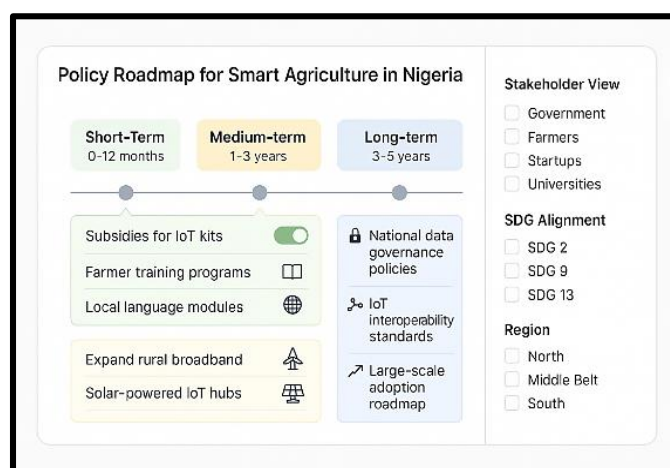 Policy Roadmap for Smart Agriculture in Nigeria
Short-Term
0-12 months
Medium-term
1-3 years
Long-term
3-5 years
Subsidies for IoT kits
Farmer training programs
Local language modules
Expand rural broadband
Solar-powered IoT hubs
National data
governance
policies
IoT
interoperability
standards
Large-scale
adoption
roadmap
Stakeholder View
Government
Farmers
Startups
Universities
SDG Alignment
SDG 2
SDG 9
SDG 13
Region
North
Middle Belt
South